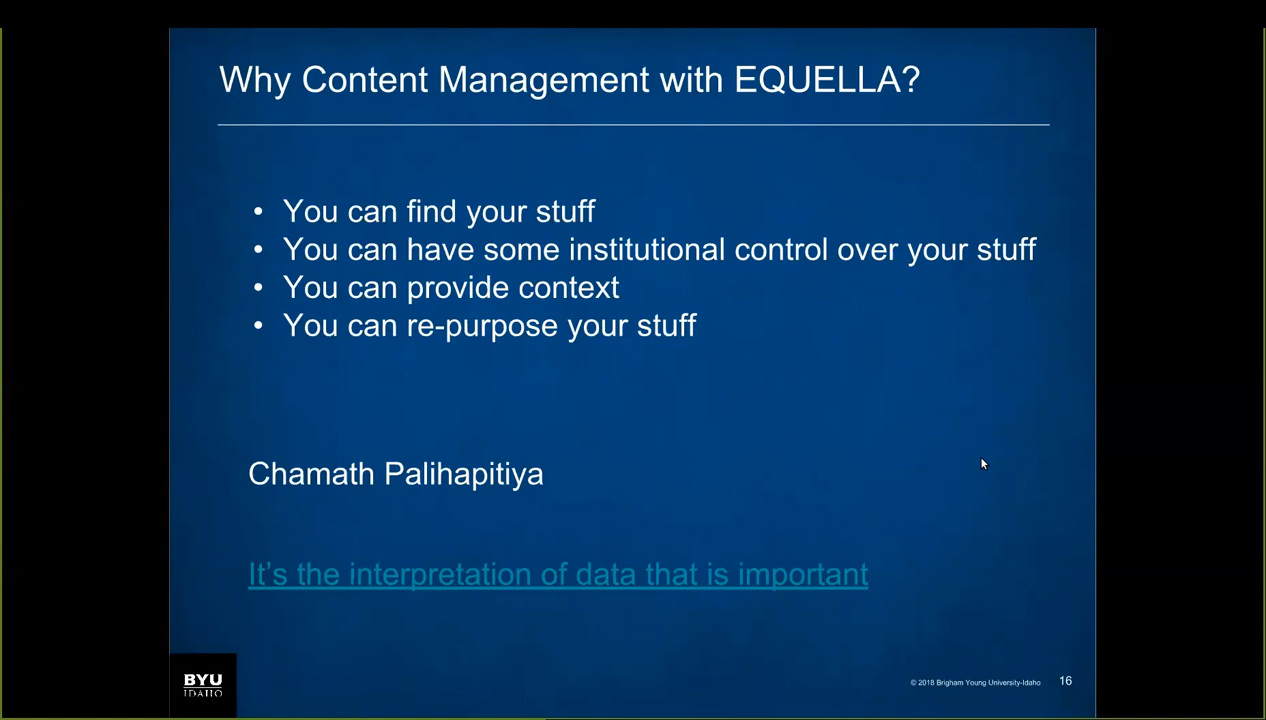 Why Content Management with EQUELLA?
• You can find your stuff
• You can have some institutional control over your stuff
• You can provide context
• You can re-purpose your stuff
Chamath Palihapitiya
It’s the interpretation of data that is important
BYU
IDAHO
© 2018 Brigham Young University-Idaho 16